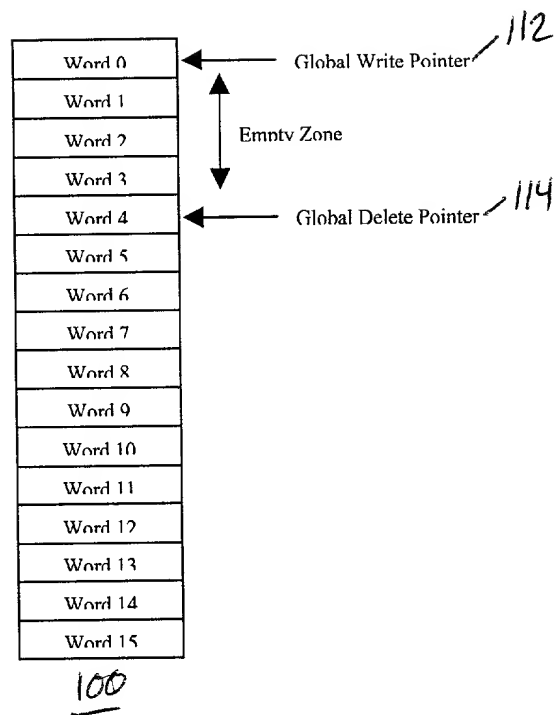 112
Word 0
Global Write Pointer
Word 1
Word 2
Empty Zone
Word 3
114
Word 4
Global Delete Pointer
Word 5
Word 6
Word 7
Word 8
Word 9
Word 10
Word 11
Word 12
Word 13
Word 14
Word 15
100